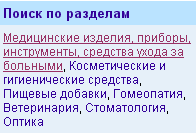 Поиск по разделам
Медицинские изделия, приборы,
инструменты, средства ухода за
больными, Косметические и
гигиенические средства,
Пищевые добавки, Гомеопатия,
Ветеринария, Стоматология,
Оптика